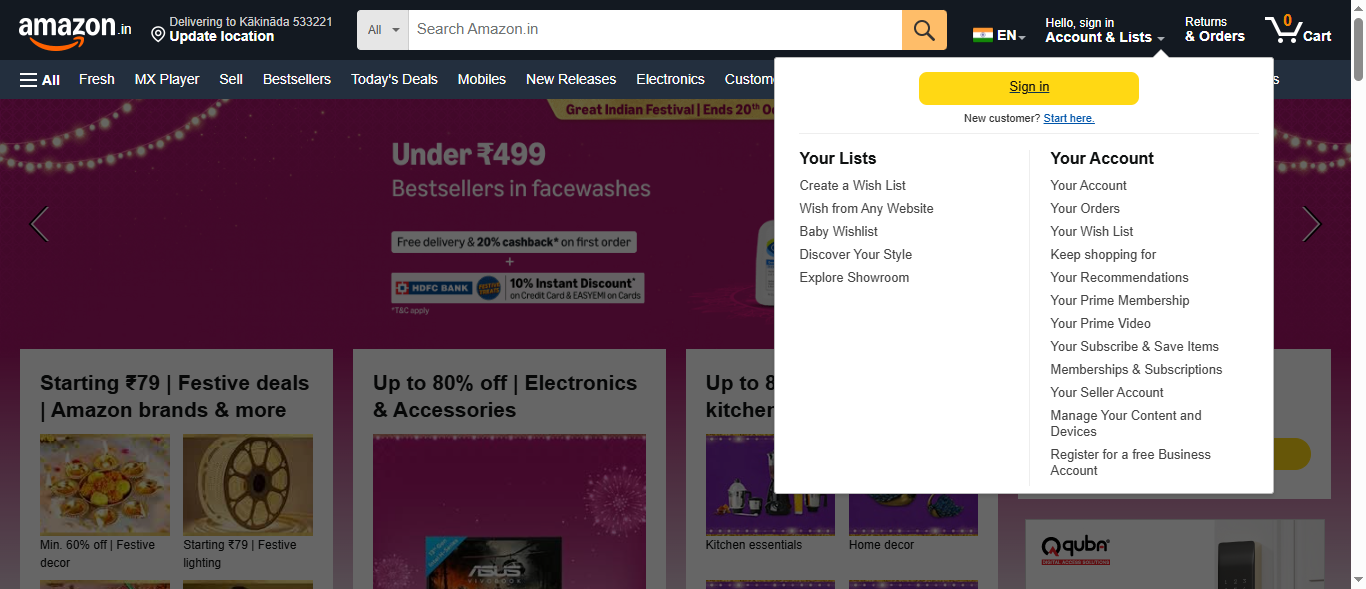 amazon.in
Delivering to Kākināda 533221
Update location
All
Search Amazon.in
EN
Hello, sign in
Account & Lists
Returns
& Orders
0
Cart
All
Fresh
MX Player
Sell
Bestsellers
Today's Deals
Mobiles
New Releases
Electronics
Sign in
New customer? Start here.
Your Lists
Create a Wish List
Wish from Any Website
Baby Wishlist
Discover Your Style
Explore Showroom
Your Account
Your Account
Your Orders
Your Wish List
Keep shopping for
Your Recommendations
Your Prime Membership
Your Prime Video
Your Subscribe & Save Items
Memberships & Subscriptions
Your Seller Account
Manage Your Content and
Devices
Register for a free Business
Account
Great Indian Festival | Ends 20th
Under ₹499
Bestsellers in facewashes
Free delivery & 20% cashback* on first order
+
HDFC BANK
FESTIVE TREATS
10% Instant Discount*
on Credit Card & EASYEMI on Cards
*T&C apply
Starting ₹79 | Festive deals
| Amazon brands & more
Min. 60% off | Festive
decor
Starting ₹79 | Festive
lighting
Up to 80% off | Electronics
& Accessories
ASUS
VIVOBOOK
Up to
kitchen
Kitchen essentials
Home decor
quba
DIGITAL ACCESS SOLUTIONS